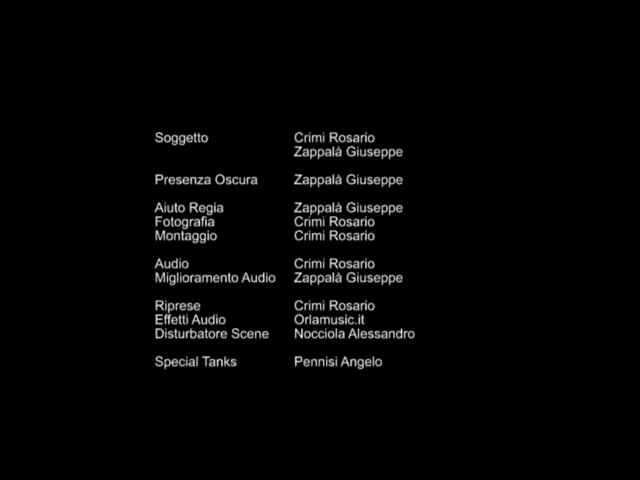 Soggetto Crimi Rosario
Zappalà Giuseppe
Presenza Oscura Zappalà Giuseppe
Aiuto Regia Zappalà Giuseppe
Fotografia Crimi Rosario
Montaggio Crimi Rosario
Audio Crimi Rosario
Miglioramento Audio Zappalà Giuseppe
Riprese Crimi Rosario
Effetti Audio Orlamusic.it
Disturbatore Scene Nocciola Alessandro
Special Tanks Pennisi Angelo